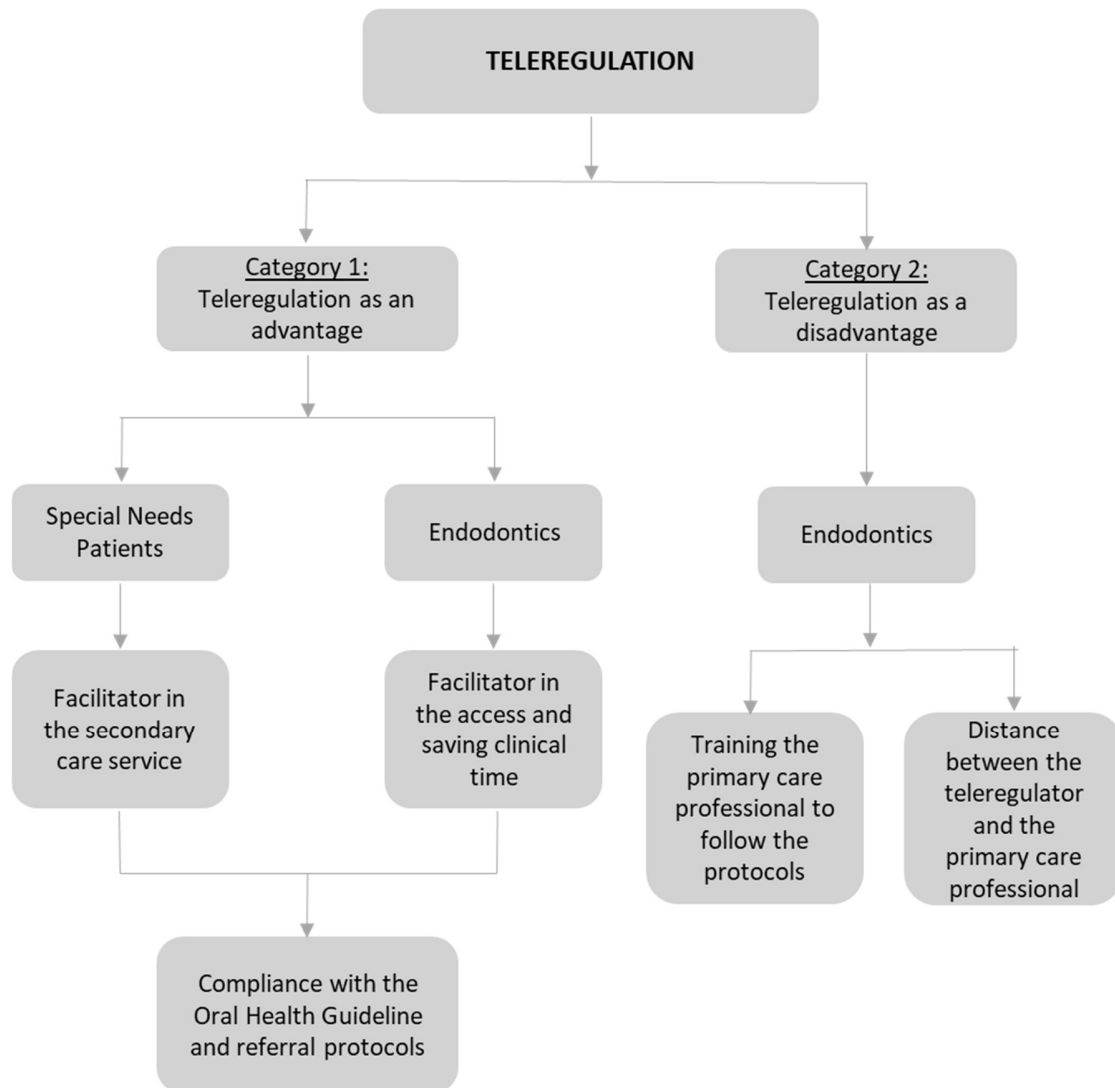 TELEREGULATION
Category 1:
Teleregulation as an
advantage
Category 2:
Teleregulation as a
disadvantage
Special Needs
Patients
Endodontics
Endodontics
Facilitator in
the secondary
care service
Facilitator in
the access and
saving clinical
time
Training the
primary care
professional to
follow the
protocols
Distance
between the
teleregulator
and the
primary care
professional
Compliance with the
Oral Health Guideline
and referral protocols